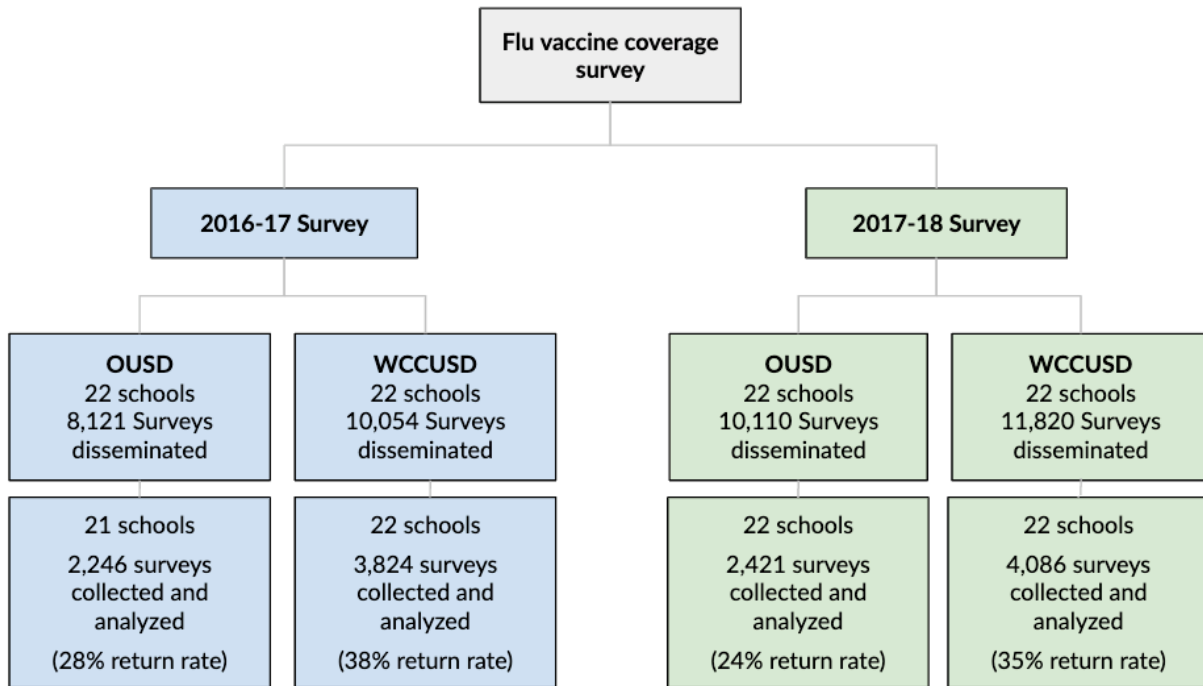 Flu vaccine coverage
survey
2016-17 Survey
2017-18 Survey
OUSD
22 schools
8,121 Surveys
disseminated
WCCUSD
22 schools
10,054 Surveys
disseminated
OUSD
22 schools
10,110 Surveys
disseminated
WCCUSD
22 schools
11,820 Surveys
disseminated
21 schools
2,246 surveys
collected and
analyzed
(28% return rate)
22 schools
3,824 surveys
collected and
analyzed
(38% return rate)
22 schools
2,421 surveys
collected and
analyzed
(24% return rate)
22 schools
4,086 surveys
collected and
analyzed
(35% return rate)